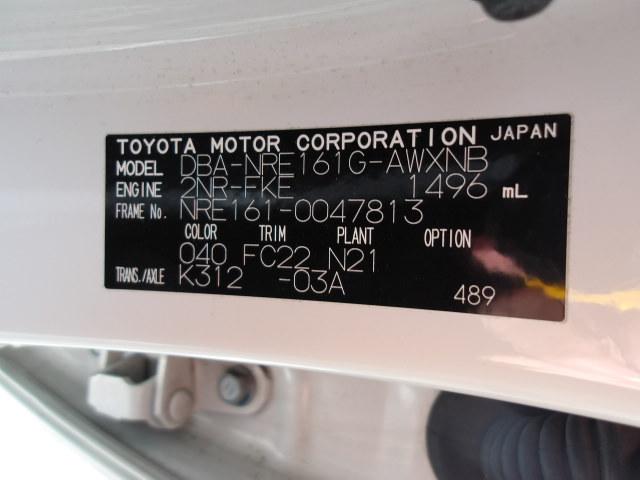 TOYOTA MOTOR CORPORATION JAPAN
MODEL DBA-NRE161G-AWXNB
ENGINE 2NR-FKE 1496 mL
FRAME No. NRE161-0047813
COLOR TRIM PLANT OPTION
040 FC22 N21
TRANS./AXLE K312 -03A
489